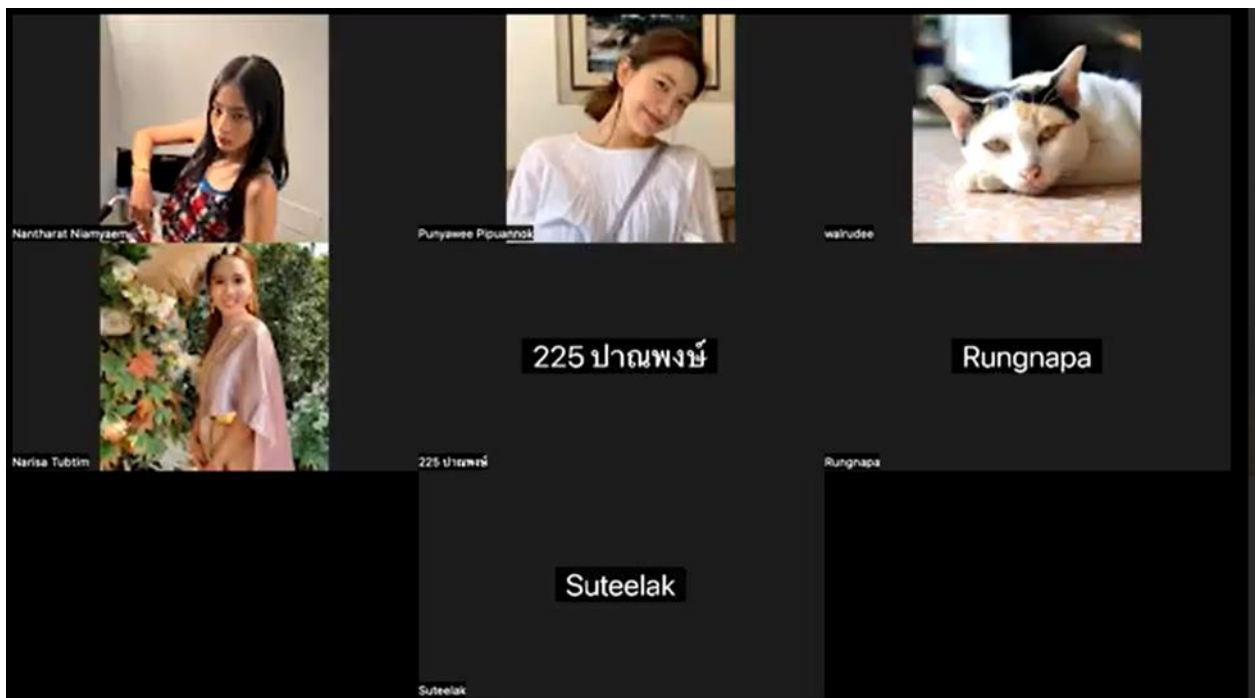 Nantharat Niamyaem
Punyawee Pipuannok
walrudee
225 ปาณพงษ์
Rungnapa
Narisa Tubtim
225 ปาณพงษ์
Rungnapa
Suteelak
Suteelak